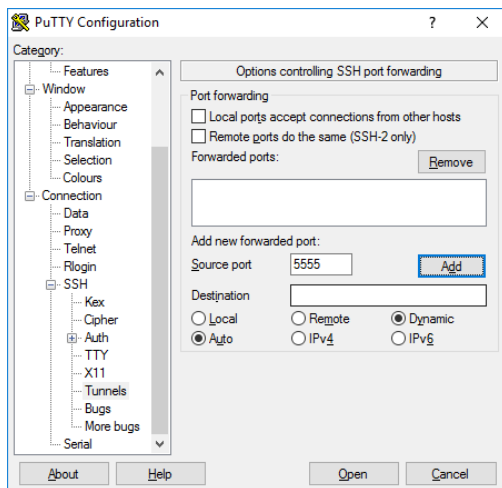 PuTTY Configuration
?
Category:
Features
Window
Appearance
Behaviour
Translation
Selection
Colours
Connection
Data
Proxy
Telnet
Rlogin
SSH
Kex
Cipher
Auth
TTY
X11
Tunnels
Bugs
More bugs
Serial
Options controlling SSH port forwarding
Port forwarding
Local ports accept connections from other hosts
Remote ports do the same (SSH-2 only)
Forwarded ports:
Remove
Add new forwarded port:
Source port 5555 Add
Destination
Local Remote Dynamic
Auto IPv4 IPv6
About Help Open Cancel